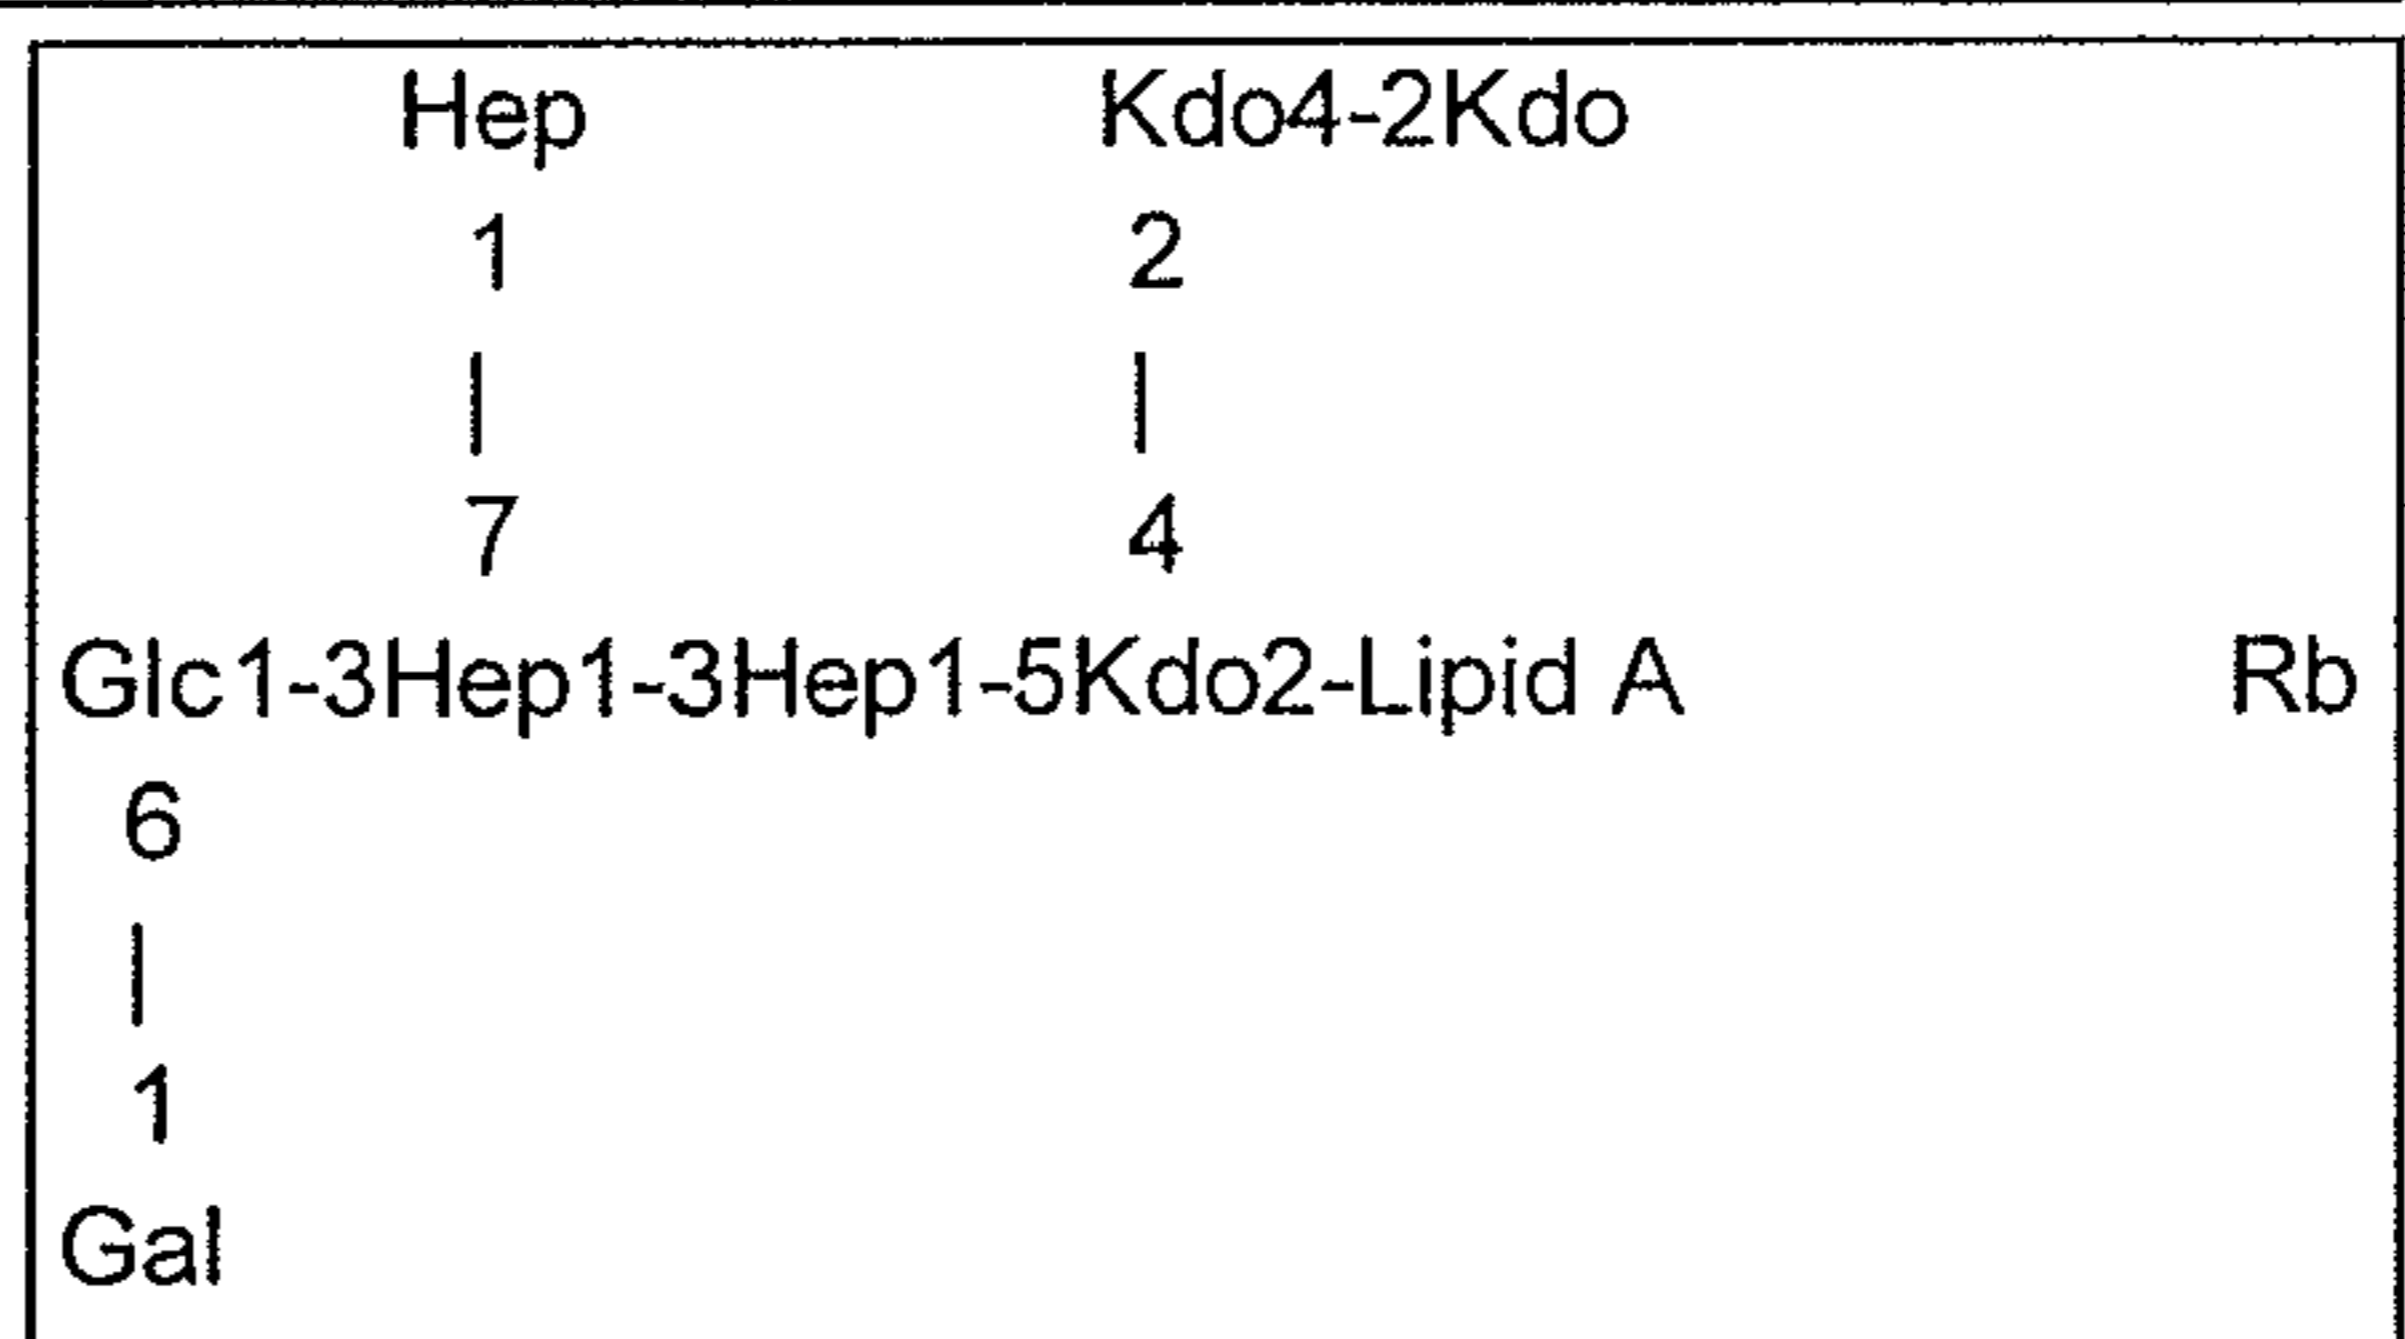 Hep Kdo4-2Kdo
1 2
| |
7 4
Glc1-3Hep1-3Hep1-5Kdo2-Lipid A Rb
6
|
1
Gal